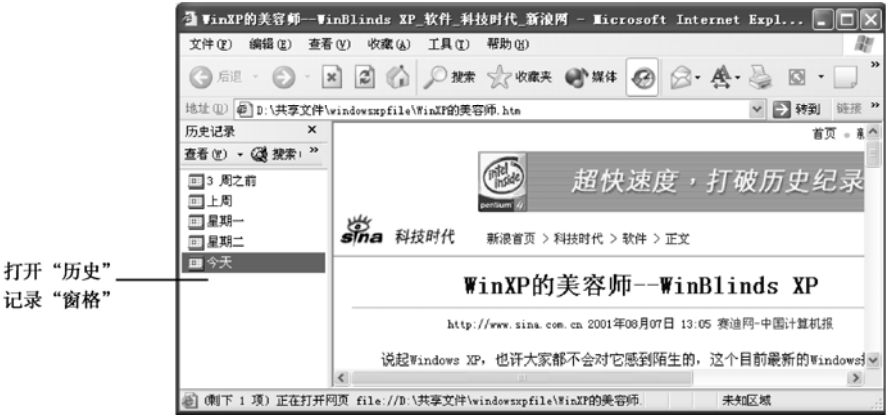 WinXP的美容师--WinBlinds XP_软件_科技时代_新浪网 - Microsoft Internet Expl...
文件(F) 编辑(E) 查看(V) 收藏(A) 工具(T) 帮助(H)
后退 搜索 收藏夹 媒体 »
地址(D) D:\共享文件\windowsxpfile\WinXP的美容师.htm 转到 链接 »
历史记录 ×
查看(W) 搜索 »
3 周之前
上周
星期一
星期二
今天
打开“历史”
记录“窗格”
首页
intel inside pentium 4
超快速度，打破历史纪录
sina 科技时代 新浪首页 > 科技时代 > 软件 > 正文
WinXP的美容师--WinBlinds XP
http://www.sina.com.cn 2001年08月07日 13:05 赛迪网-中国计算机报
说起Windows XP，也许大家都不会对它感到陌生的，这个目前最新的Windows
(剩下 1 项) 正在打开网页 file://D:\共享文件\windowsxpfile\WinXP的美容师. 未知区域